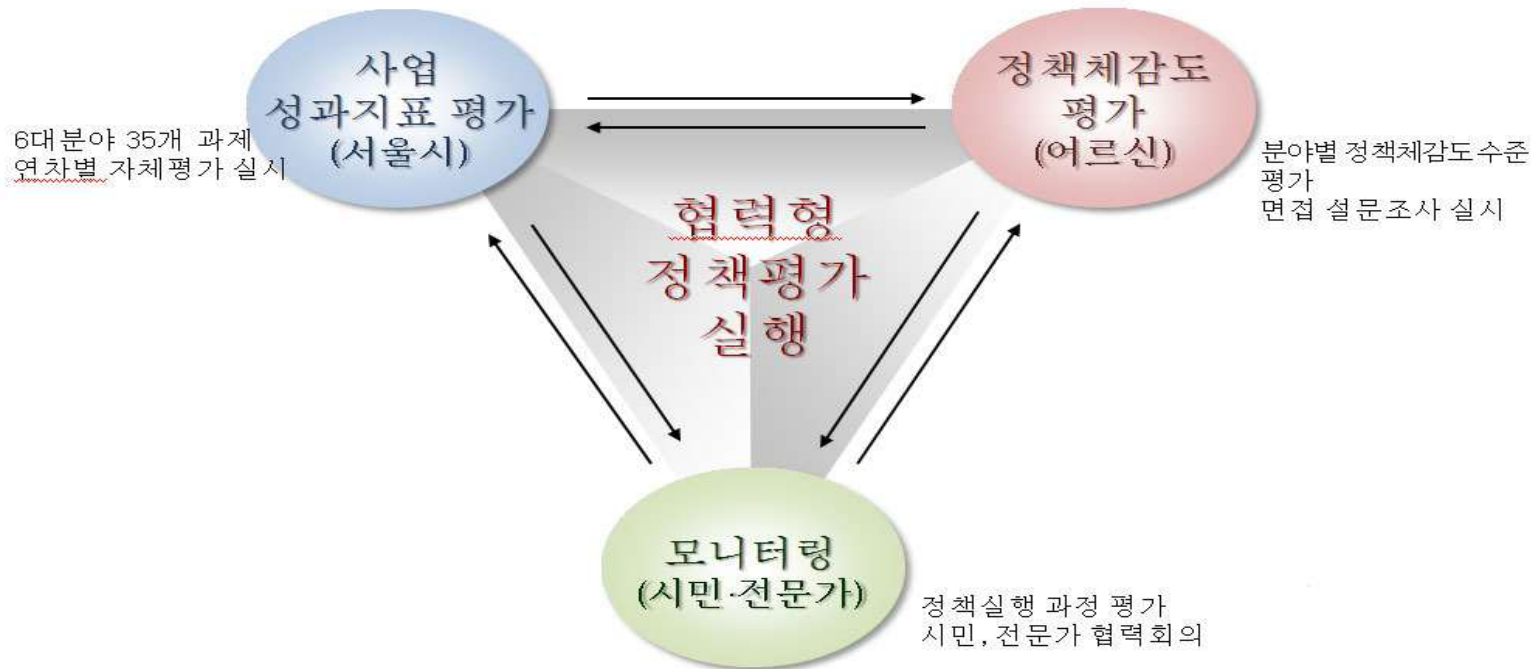 사업
성과지표 평가
(서울시)
6대분야 35개 과제
연차별 자체평가 실시
정책체감도
평가
(어르신)
분야별 정책체감도 수준
평가
면접 설문조사 실시
협력형
정책평가
실행
모니터링
(시민·전문가)
정책실행 과정 평가
시민, 전문가 협력회의